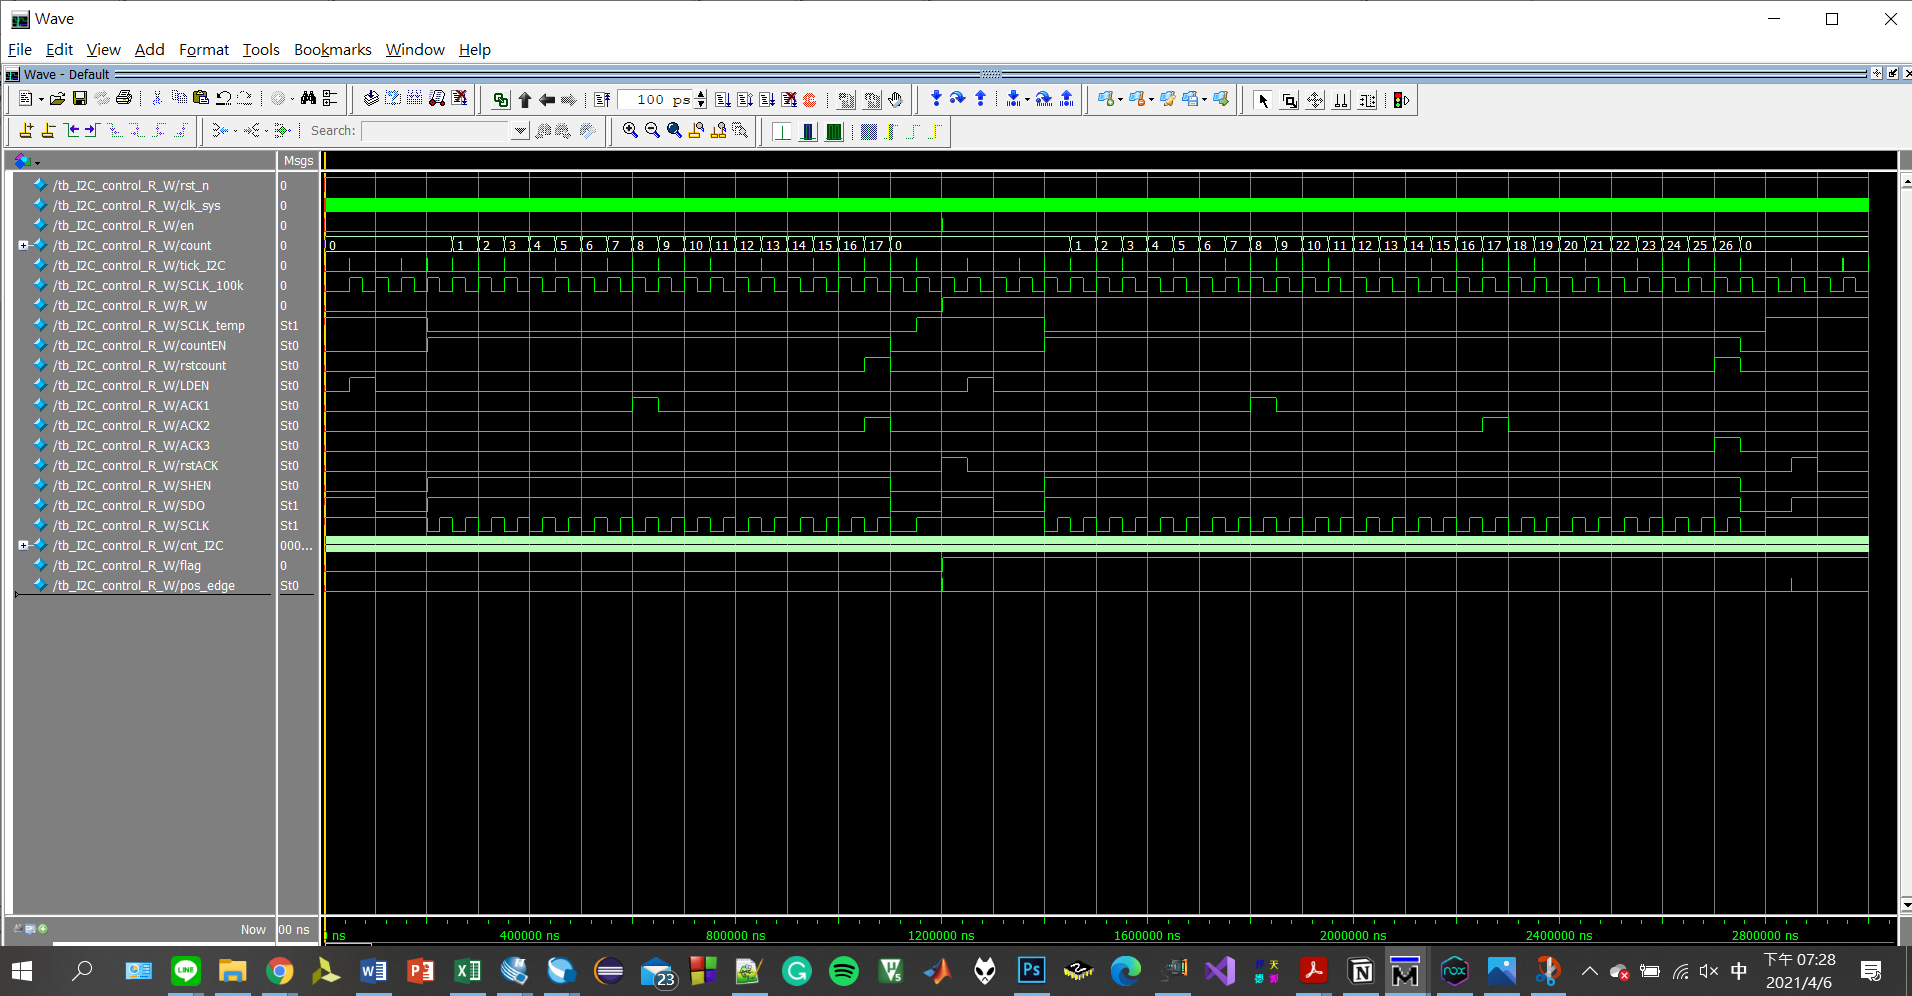 Wave
File Edit View Add Format Tools Bookmarks Window Help
Wave - Default
100 ps
Search:
Msgs
/tb_I2C_control_R_W/rst_n 0
/tb_I2C_control_R_W/clk_sys 0
/tb_I2C_control_R_W/en 0
/tb_I2C_control_R_W/count 0 0 1 2 3 4 5 6 7 8 9 10 11 12 13 14 15 16 17 0 1 2 3 4 5 6 7 8 9 10 11 12 13 14 15 16 17 18 19 20 21 22 23 24 25 26 0
/tb_I2C_control_R_W/tick_I2C 0
/tb_I2C_control_R_W/SCLK_100k 0
/tb_I2C_control_R_W/R_W 0
/tb_I2C_control_R_W/SCLK_temp St1
/tb_I2C_control_R_W/countEN St0
/tb_I2C_control_R_W/rstcount St0
/tb_I2C_control_R_W/LDEN St0
/tb_I2C_control_R_W/ACK1 St0
/tb_I2C_control_R_W/ACK2 St0
/tb_I2C_control_R_W/ACK3 St0
/tb_I2C_control_R_W/rstACK St0
/tb_I2C_control_R_W/SHEN St0
/tb_I2C_control_R_W/SDO St1
/tb_I2C_control_R_W/SCLK St1
/tb_I2C_control_R_W/cnt_I2C 000...
/tb_I2C_control_R_W/flag 0
/tb_I2C_control_R_W/pos_edge St0
Now 00 ns ns 400000 ns 800000 ns 1200000 ns 1600000 ns 2000000 ns 2400000 ns 2800000 ns
LINE 23 Ps nox 中 下午 07:28
2021/4/6